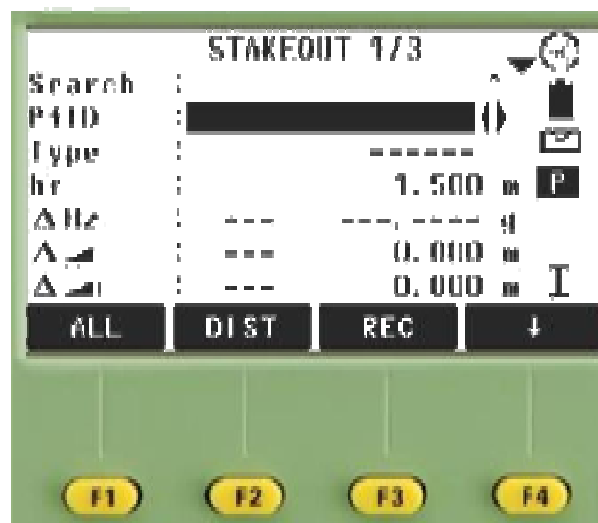 STAKEOUT 1/3
Search :
PtID :
Type : ------
hr : 1.500 m P
ΔHz : --- ---.---- g
Δ◢ : --- 0.000 m
Δ◢ : --- 0.000 m I
ALL DIST REC ↓
F1 F2 F3 F4